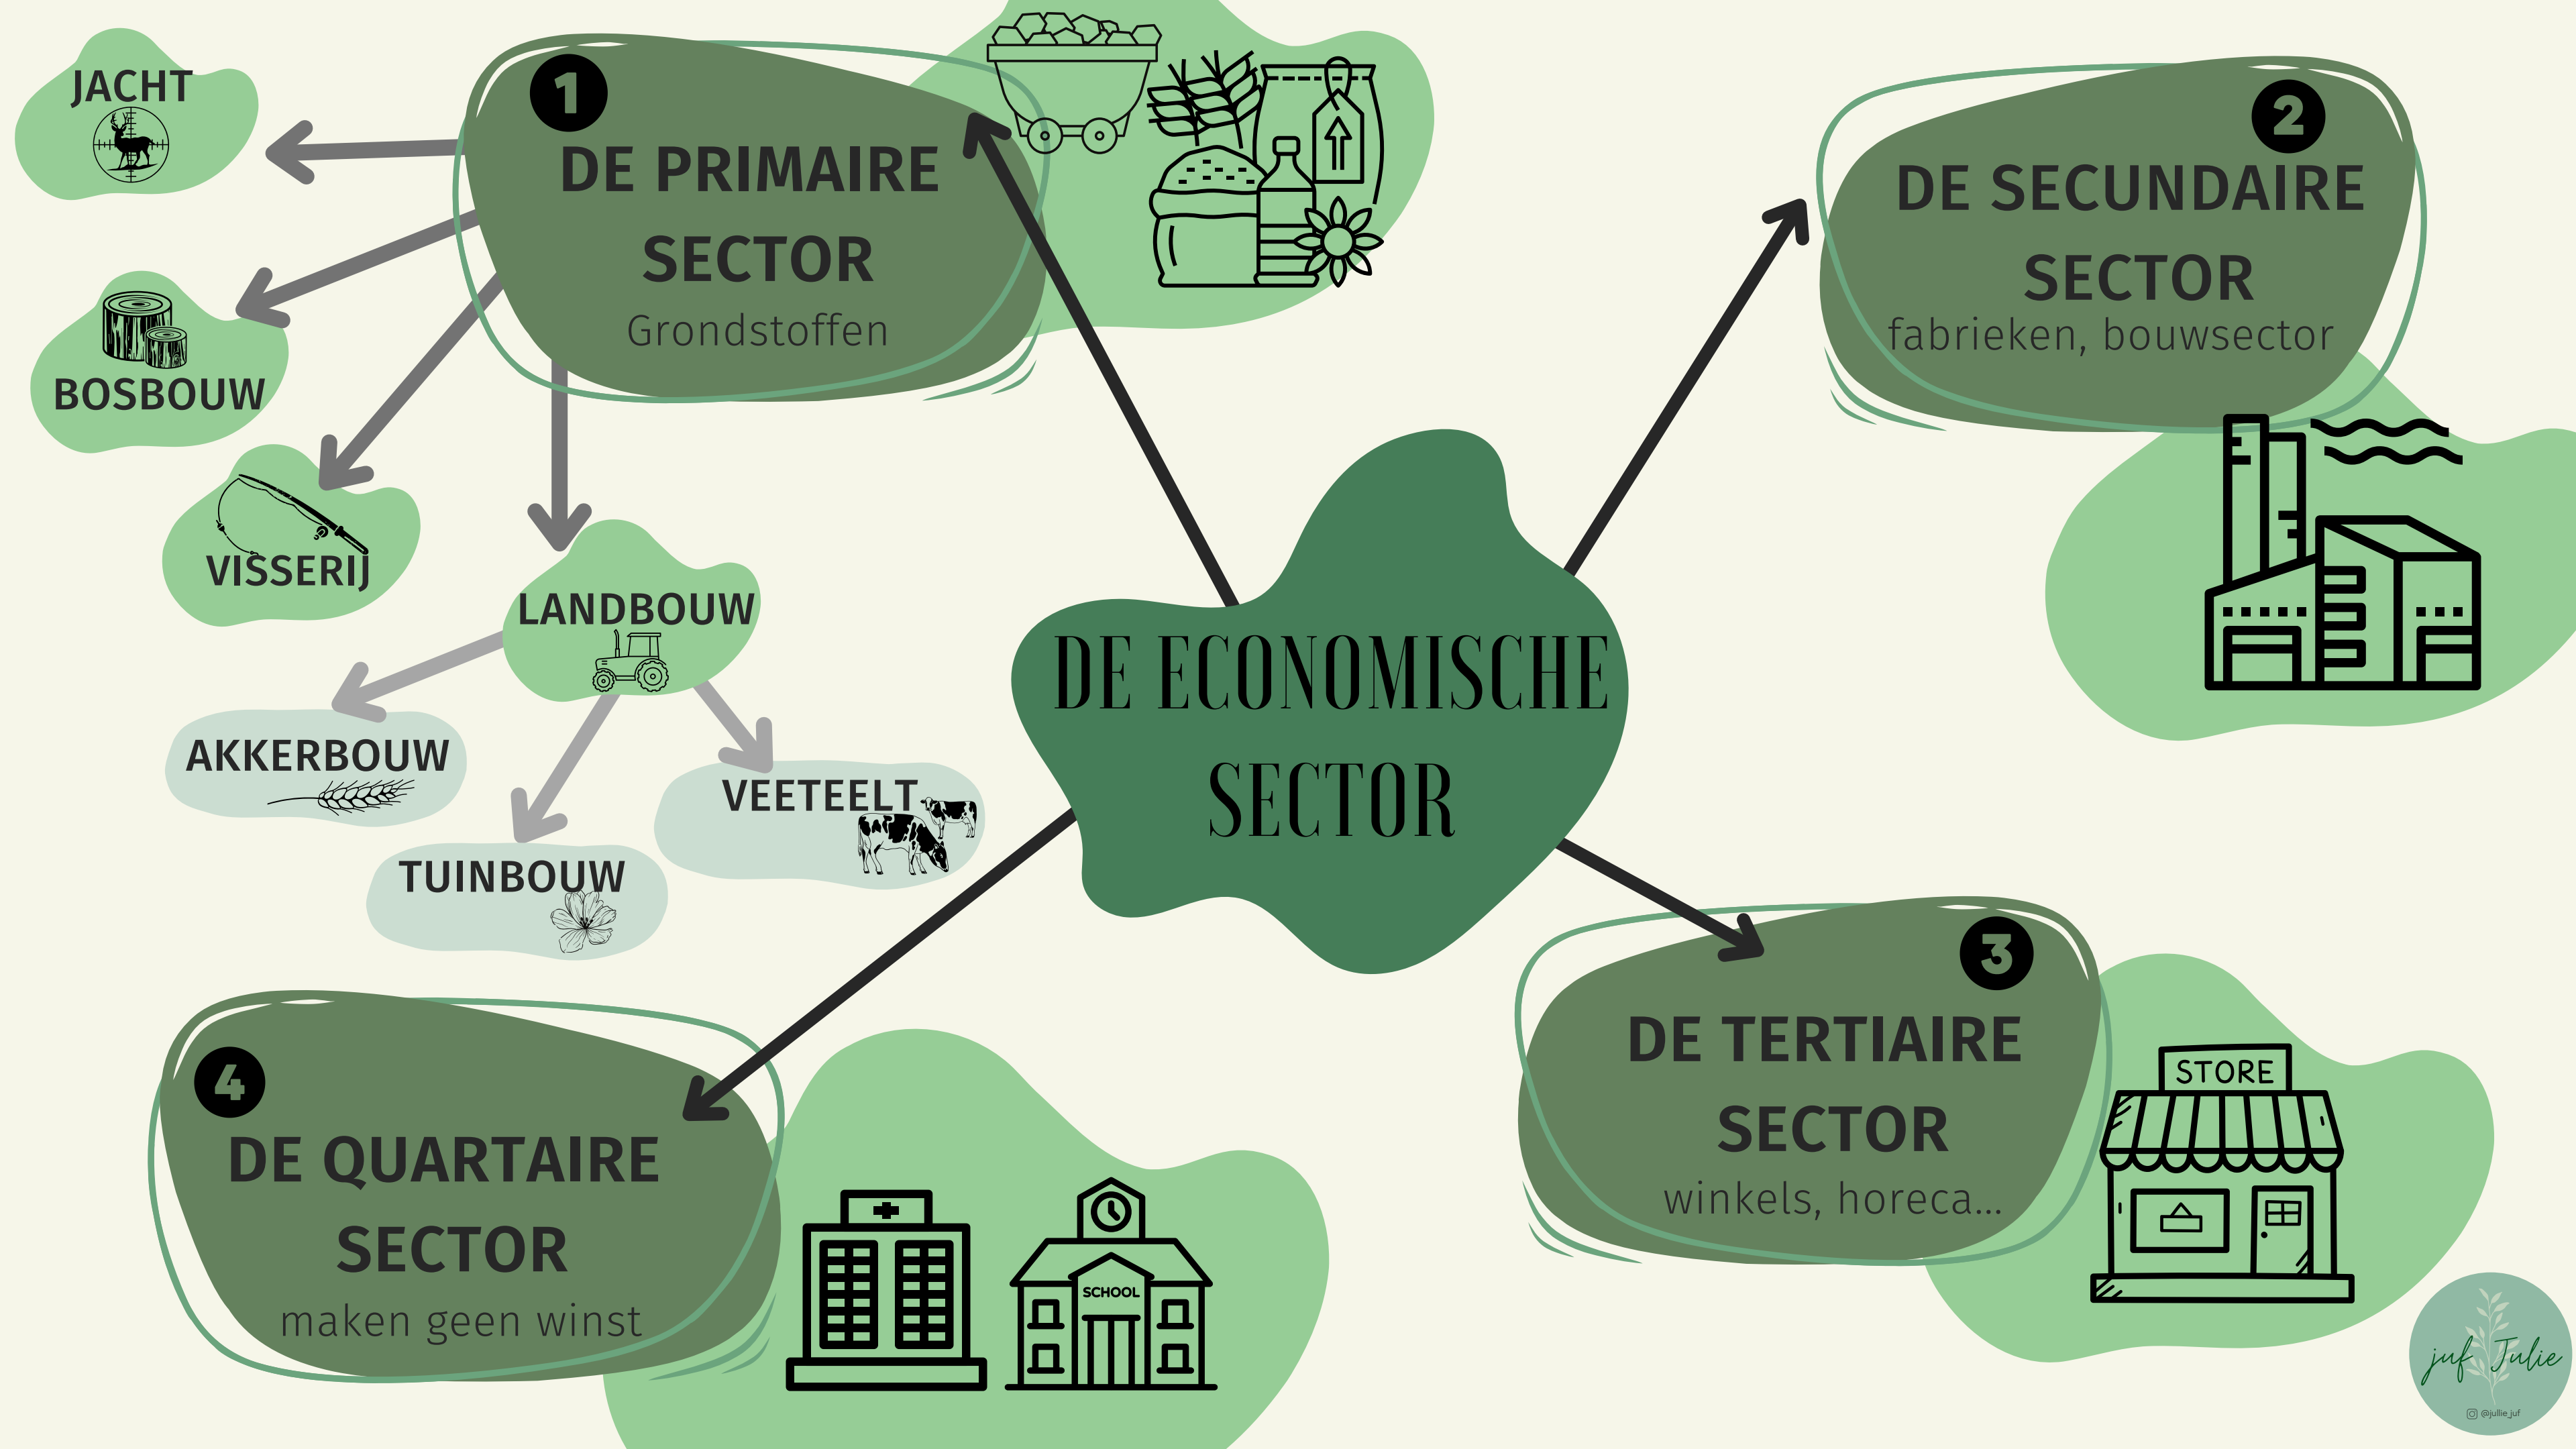 1
DE PRIMAIRE
SECTOR
Grondstoffen
JACHT
BOSBOUW
VISSERIJ
LANDBOUW
AKKERBOUW
TUINBOUW
VEETEELT
2
DE SECUNDAIRE
SECTOR
fabrieken, bouwsector
DE ECONOMISCHE
SECTOR
3
DE TERTIAIRE
SECTOR
winkels, horeca...
STORE
4
DE QUARTAIRE
SECTOR
maken geen winst
SCHOOL
juf Julie
@jullie_juf